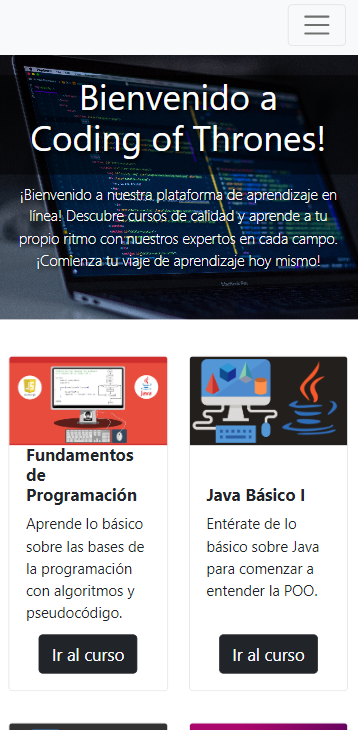 Bienvenido a
Coding of Thrones!
¡Bienvenido a nuestra plataforma de aprendizaje en
línea! Descubre cursos de calidad y aprende a tu
propio ritmo con nuestros expertos en cada campo.
¡Comienza tu viaje de aprendizaje hoy mismo!
MacBook Pro
Java
Fundamentos
de
Programación
Aprende lo básico
sobre las bases de
la programación
con algoritmos y
pseudocódigo.
Ir al curso
Java Básico I
Entérate de lo
básico sobre Java
para comenzar a
entender la POO.
Ir al curso